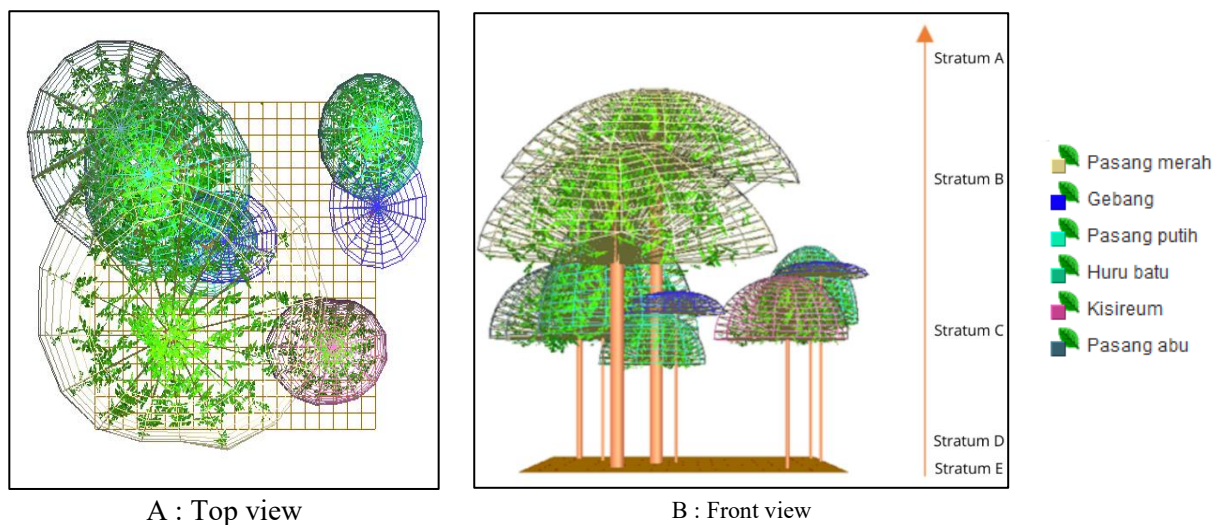 Stratum A
Stratum B
Stratum C
Stratum D
Stratum E
Pasang merah
Gebang
Pasang putih
Huru batu
Kisireum
Pasang abu
A : Top view
B : Front view